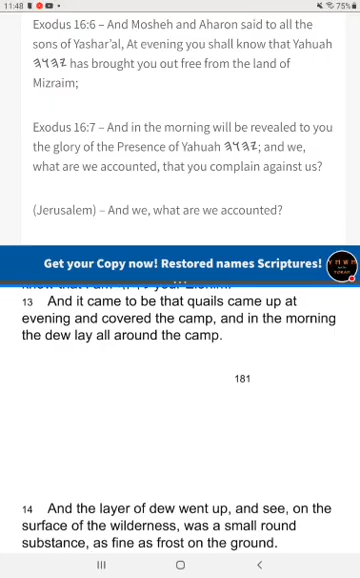 11:48 75%
Exodus 16:6 – And Mosheh and Aharon said to all the
sons of Yashar'al, At evening you shall know that Yahuah
𐤉𐤄𐤅𐤄 has brought you out free from the land of
Mizraim;
Exodus 16:7 – And in the morning will be revealed to you
the glory of the Presence of Yahuah 𐤉𐤄𐤅𐤄; and we,
what are we accounted, that you complain against us?
(Jerusalem) – And we, what are we accounted?
Get your Copy now! Restored names Scriptures!
know that I am your Elohim.
13 And it came to be that quails came up at
evening and covered the camp, and in the morning
the dew lay all around the camp.
181
14 And the layer of dew went up, and see, on the
surface of the wilderness, was a small round
substance, as fine as frost on the ground.